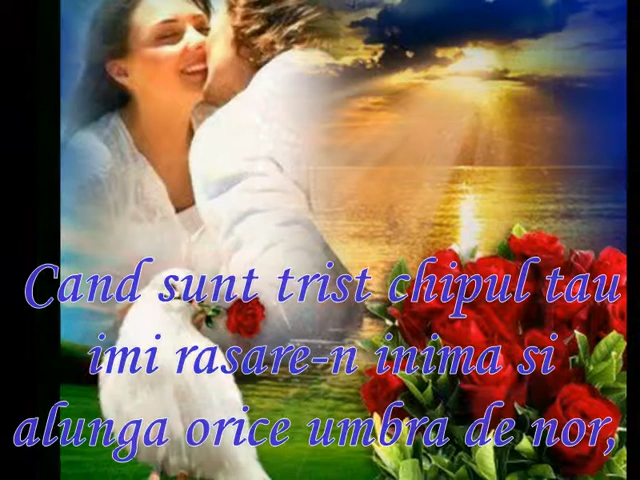 Cand sunt trist chipul tau
imi rasare-n inima si
alunga orice umbra de nor,